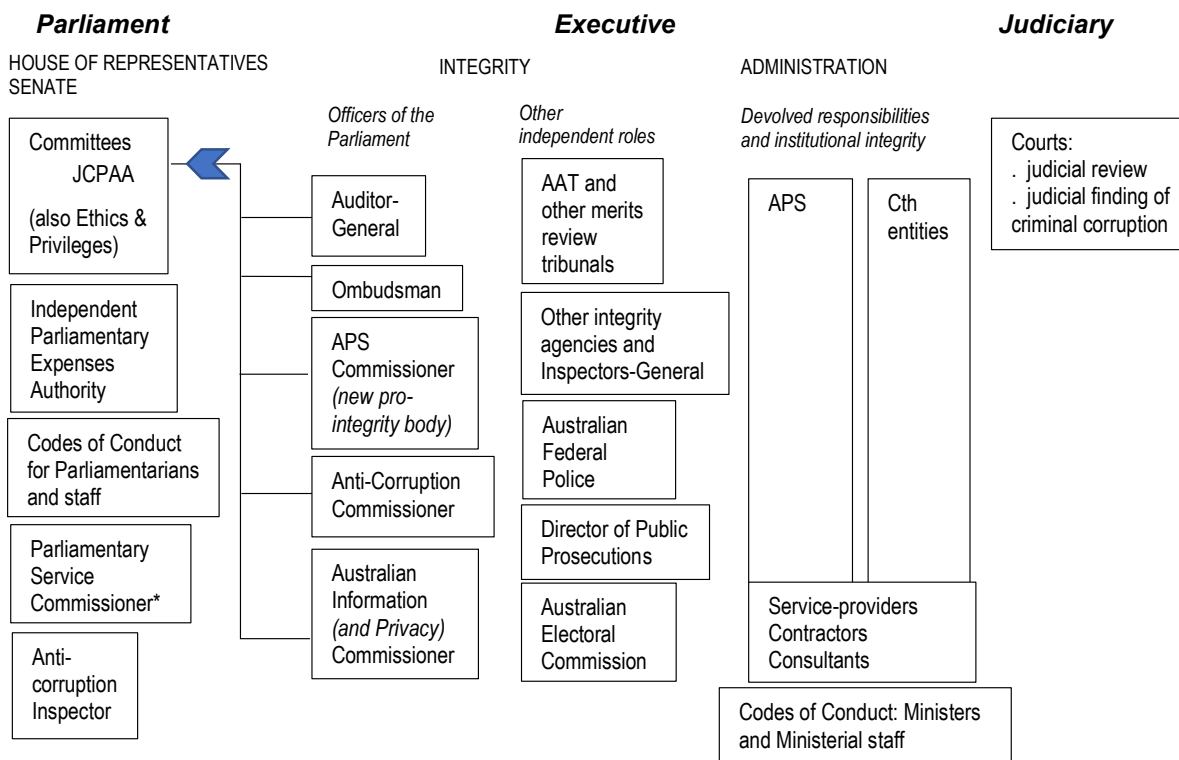 Parliament
Executive
Judiciary
HOUSE OF REPRESENTATIVES
SENATE
INTEGRITY
ADMINISTRATION
Committees
JCPAA
(also Ethics &
Privileges)
Independent
Parliamentary
Expenses
Authority
Codes of Conduct
for Parliamentarians
and staff
Parliamentary
Service
Commissioner*
Anti-
corruption
Inspector
Officers of the
Parliament
Auditor-
General
Ombudsman
APS
Commissioner
(new pro-
integrity body)
Anti-Corruption
Commissioner
Australian
Information
(and Privacy)
Commissioner
Other
independent roles
AAT and
other merits
review
tribunals
Other integrity
agencies and
Inspectors-General
Australian
Federal
Police
Director of Public
Prosecutions
Australian
Electoral
Commission
Devolved responsibilities
and institutional integrity
APS
Cth
entities
Service-providers
Contractors
Consultants
Codes of Conduct: Ministers
and Ministerial staff
Courts:
. judicial review
. judicial finding of
criminal corruption